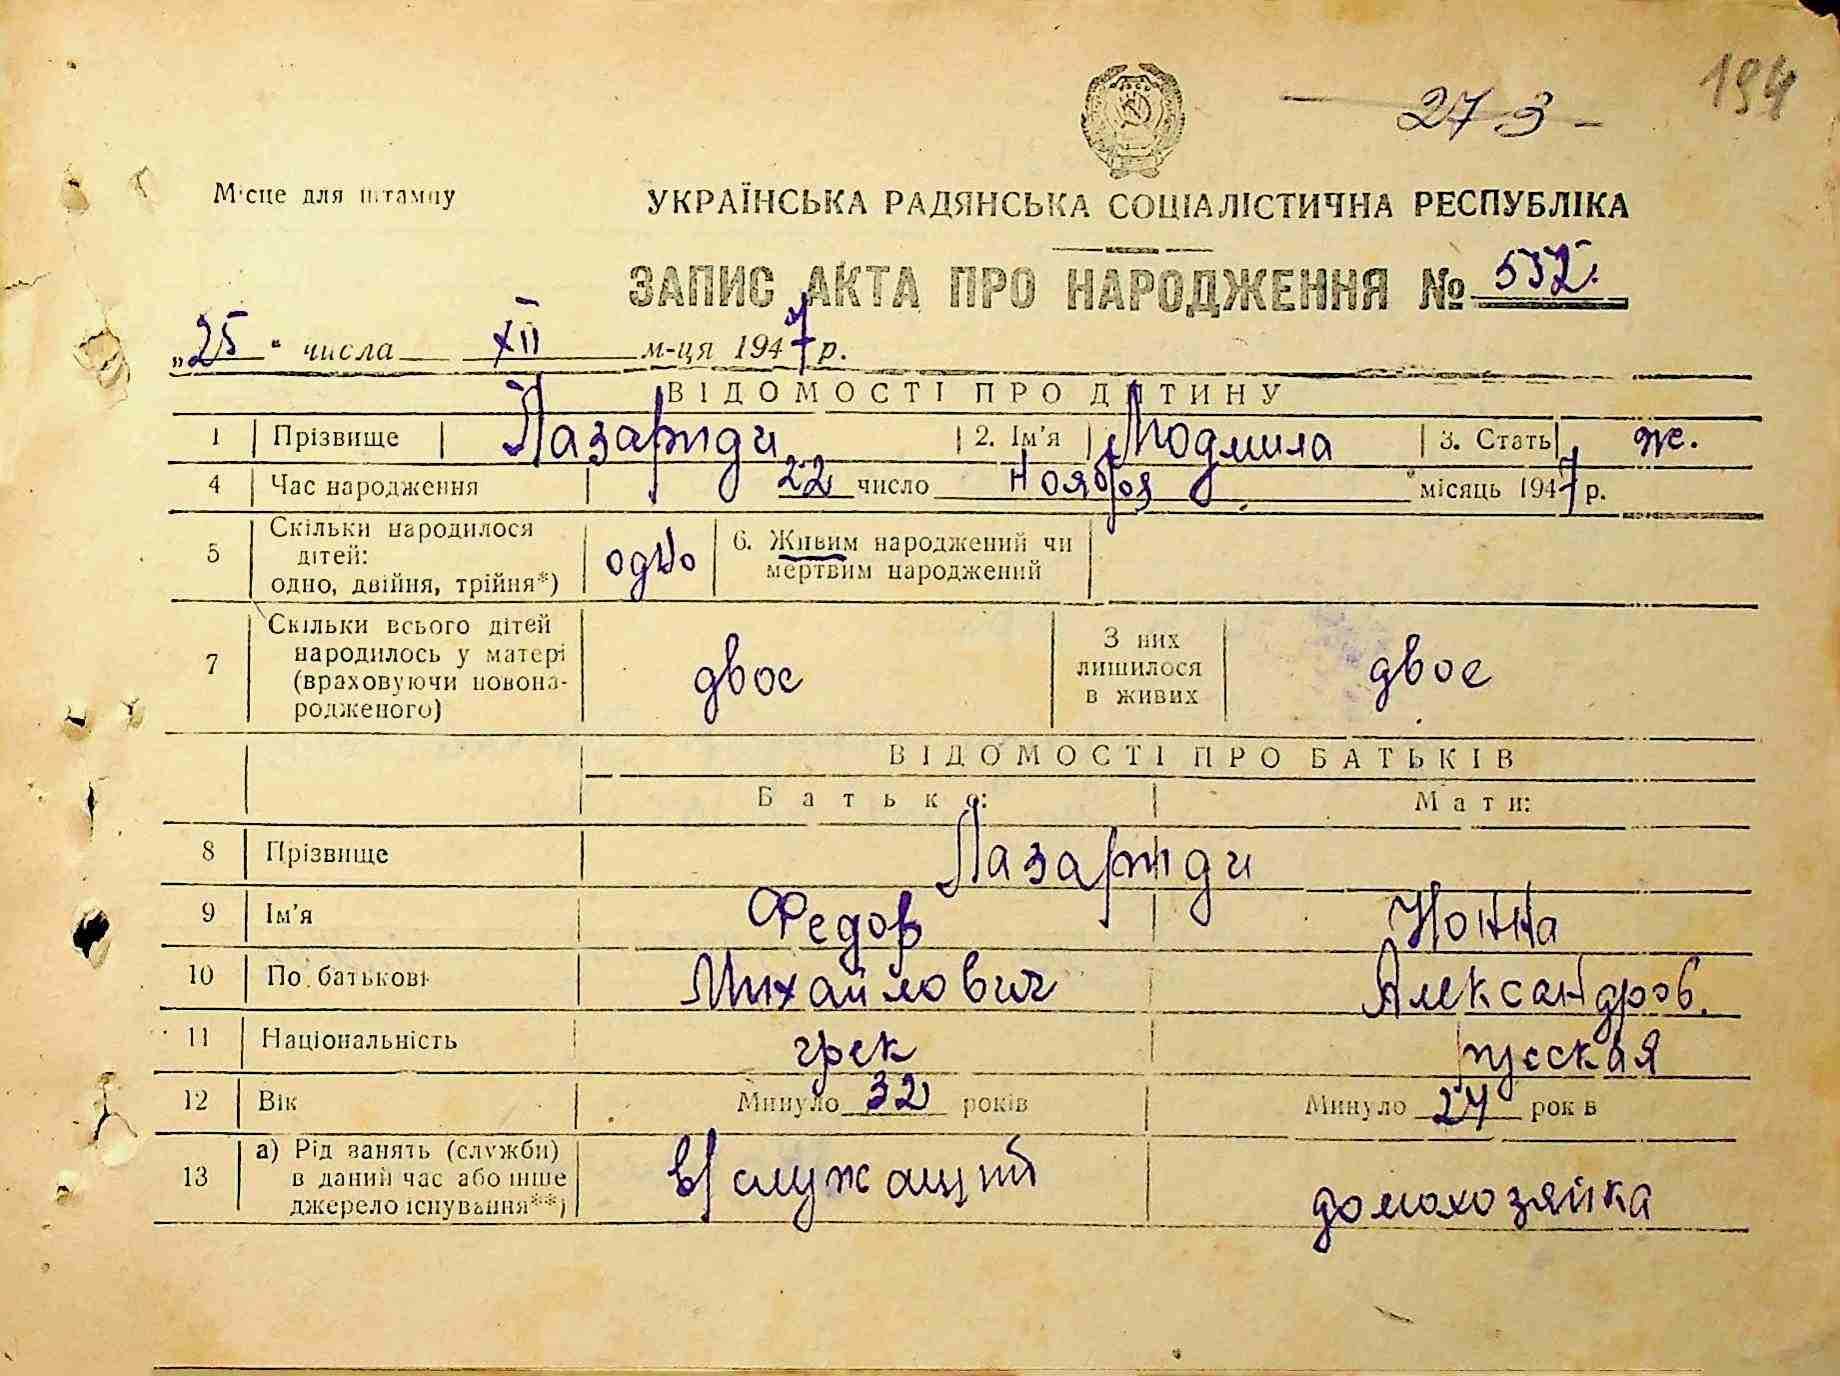 194
273 -
Місце для штампу
УКРАЇНСЬКА РАДЯНСЬКА СОЦІАЛІСТИЧНА РЕСПУБЛІКА
ЗАПИС АКТА ПРО НАРОДЖЕННЯ № 532.
„25" числа XII м-ця 1947 р.
ВІДОМОСТІ ПРО ДИТИНУ
1 Прізвище Лазариди 2. Ім'я Людмила 3. Стать же.
4 Час народження 22 число Ноября місяць 1947 р.
5 Скільки народилося дітей: одно, двійня, трійня*) одно 6. Живим народжений чи мертвим народжений
7 Скільки всього дітей народилось у матері (враховуючи новонародженого) двое З них лишилося в живих двое
ВІДОМОСТІ ПРО БАТЬКІВ
Батько: Мати:
8 Прізвище Лазариди
9 Ім'я Федор Нонна
10 По батькові Михайлович Александров.
11 Національність грек
12 Вік Минуло 32 років Минуло 24 років
13 а) Рід занять (служби) в даний час або інше джерело існування**) в/служащий домохозяйка